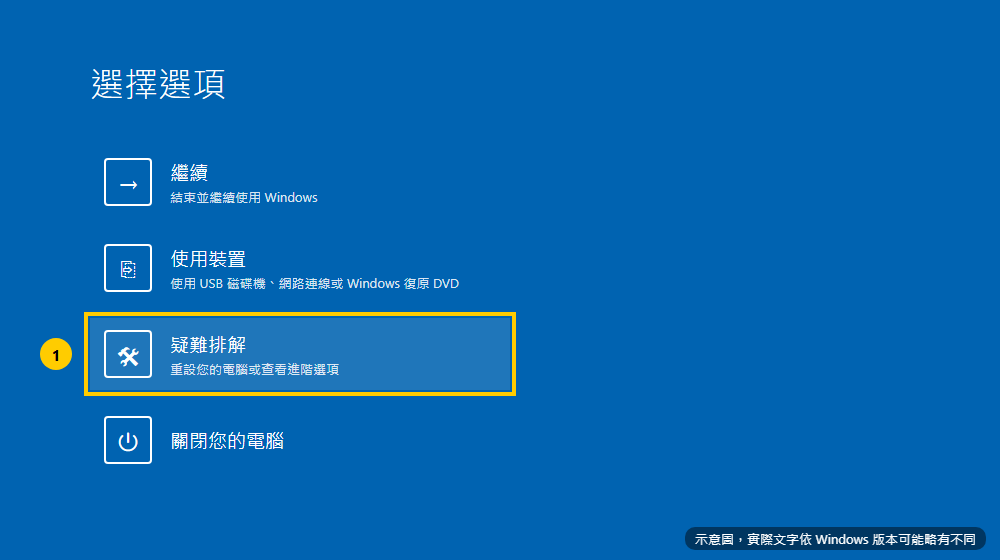 選擇選項
繼續
結束並繼續使用 Windows
使用裝置
使用 USB 磁碟機、網路連線或 Windows 復原 DVD
1
疑難排解
重設您的電腦或查看進階選項
關閉您的電腦
示意圖，實際文字依 Windows 版本可能略有不同